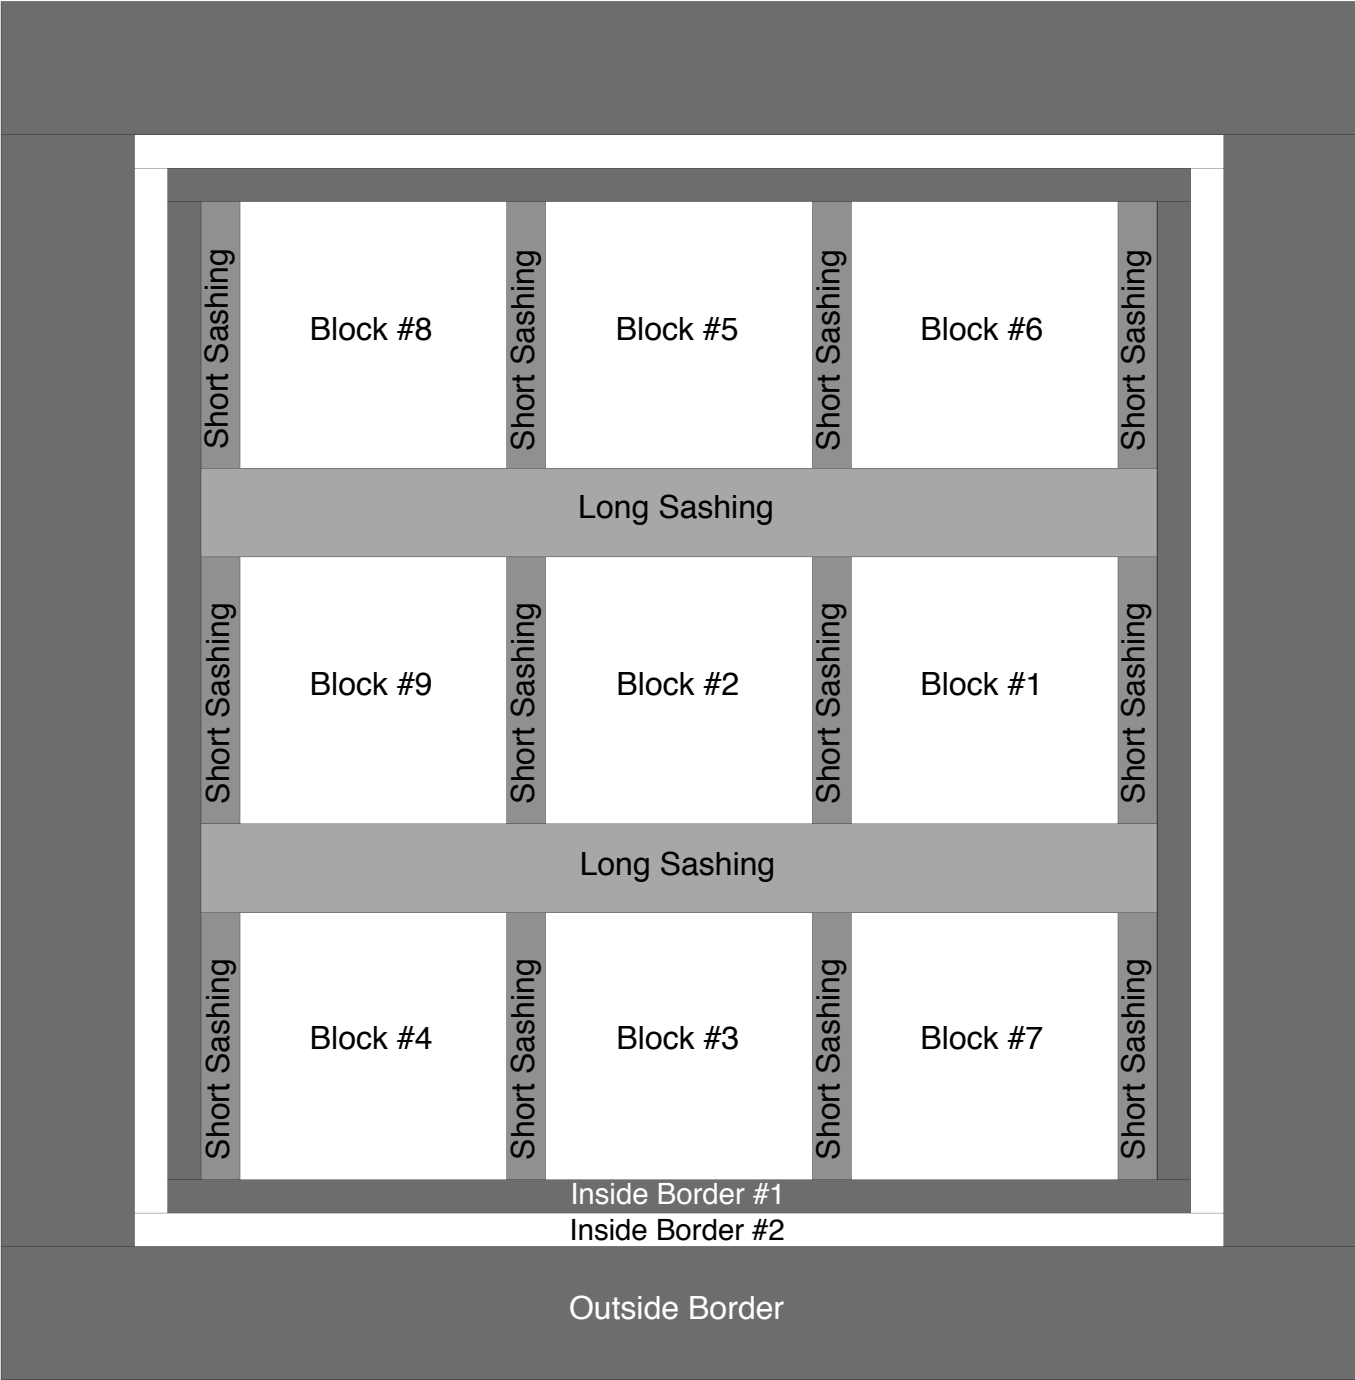 Short Sashing
Block #8
Short Sashing
Block #5
Short Sashing
Block #6
Short Sashing
Long Sashing
Short Sashing
Block #9
Short Sashing
Block #2
Short Sashing
Block #1
Short Sashing
Long Sashing
Short Sashing
Block #4
Short Sashing
Block #3
Short Sashing
Block #7
Short Sashing
Inside Border #1
Inside Border #2
Outside Border